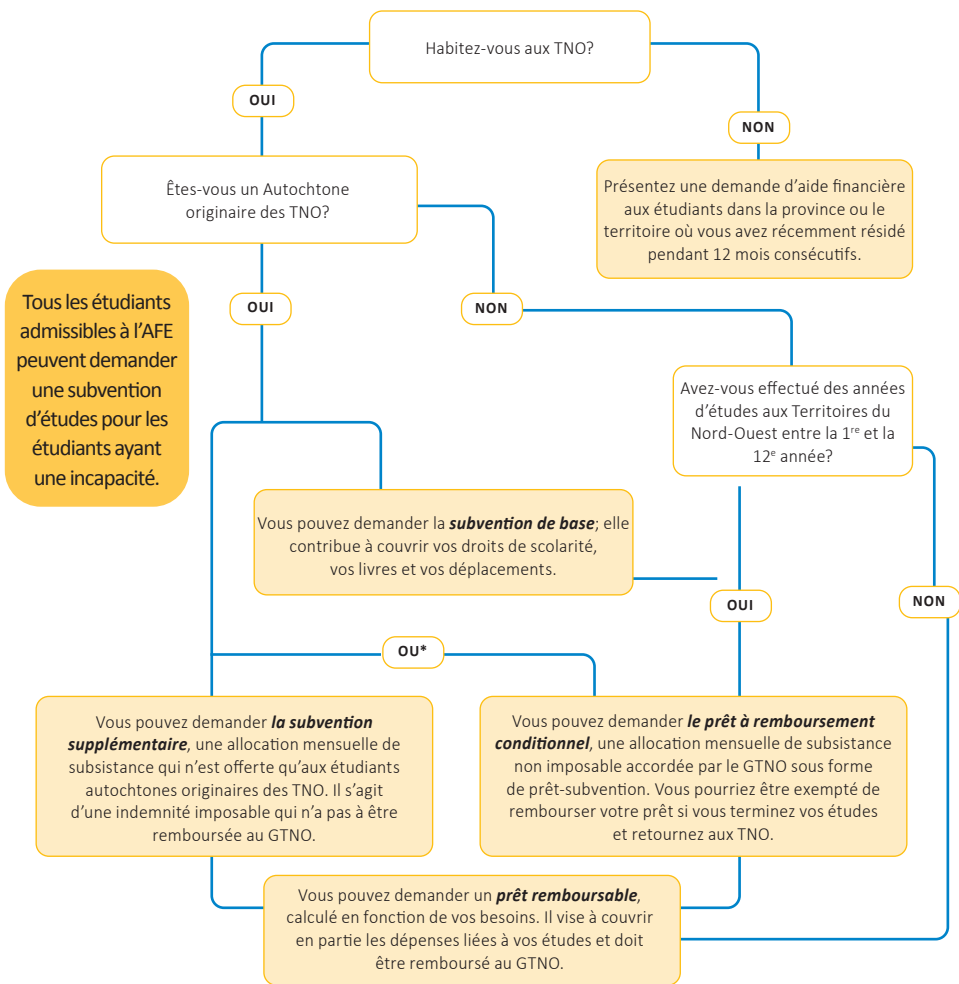 Habitez-vous aux TNO?
OUI
NON
Êtes-vous un Autochtone
originaire des TNO?
Présentez une demande d'aide financière
aux étudiants dans la province ou le
territoire où vous avez récemment résidé
pendant 12 mois consécutifs.
Tous les étudiants
admissibles à l'AFE
peuvent demander
une subvention
d'études pour les
étudiants ayant
une incapacité.
OUI
NON
Avez-vous effectué des années
d'études aux Territoires du
Nord-Ouest entre la 1re et la
12e année?
Vous pouvez demander la subvention de base; elle
contribue à couvrir vos droits de scolarité,
vos livres et vos déplacements.
OUI
NON
OU*
Vous pouvez demander la subvention
supplémentaire, une allocation mensuelle de
subsistance qui n'est offerte qu'aux étudiants
autochtones originaires des TNO. Il s'agit
d'une indemnité imposable qui n'a pas à être
remboursée au GTNO.
Vous pouvez demander le prêt à remboursement
conditionnel, une allocation mensuelle de subsistance
non imposable accordée par le GTNO sous forme
de prêt-subvention. Vous pourriez être exempté de
rembourser votre prêt si vous terminez vos études
et retournez aux TNO.
Vous pouvez demander un prêt remboursable,
calculé en fonction de vos besoins. Il vise à couvrir
en partie les dépenses liées à vos études et doit
être remboursé au GTNO.